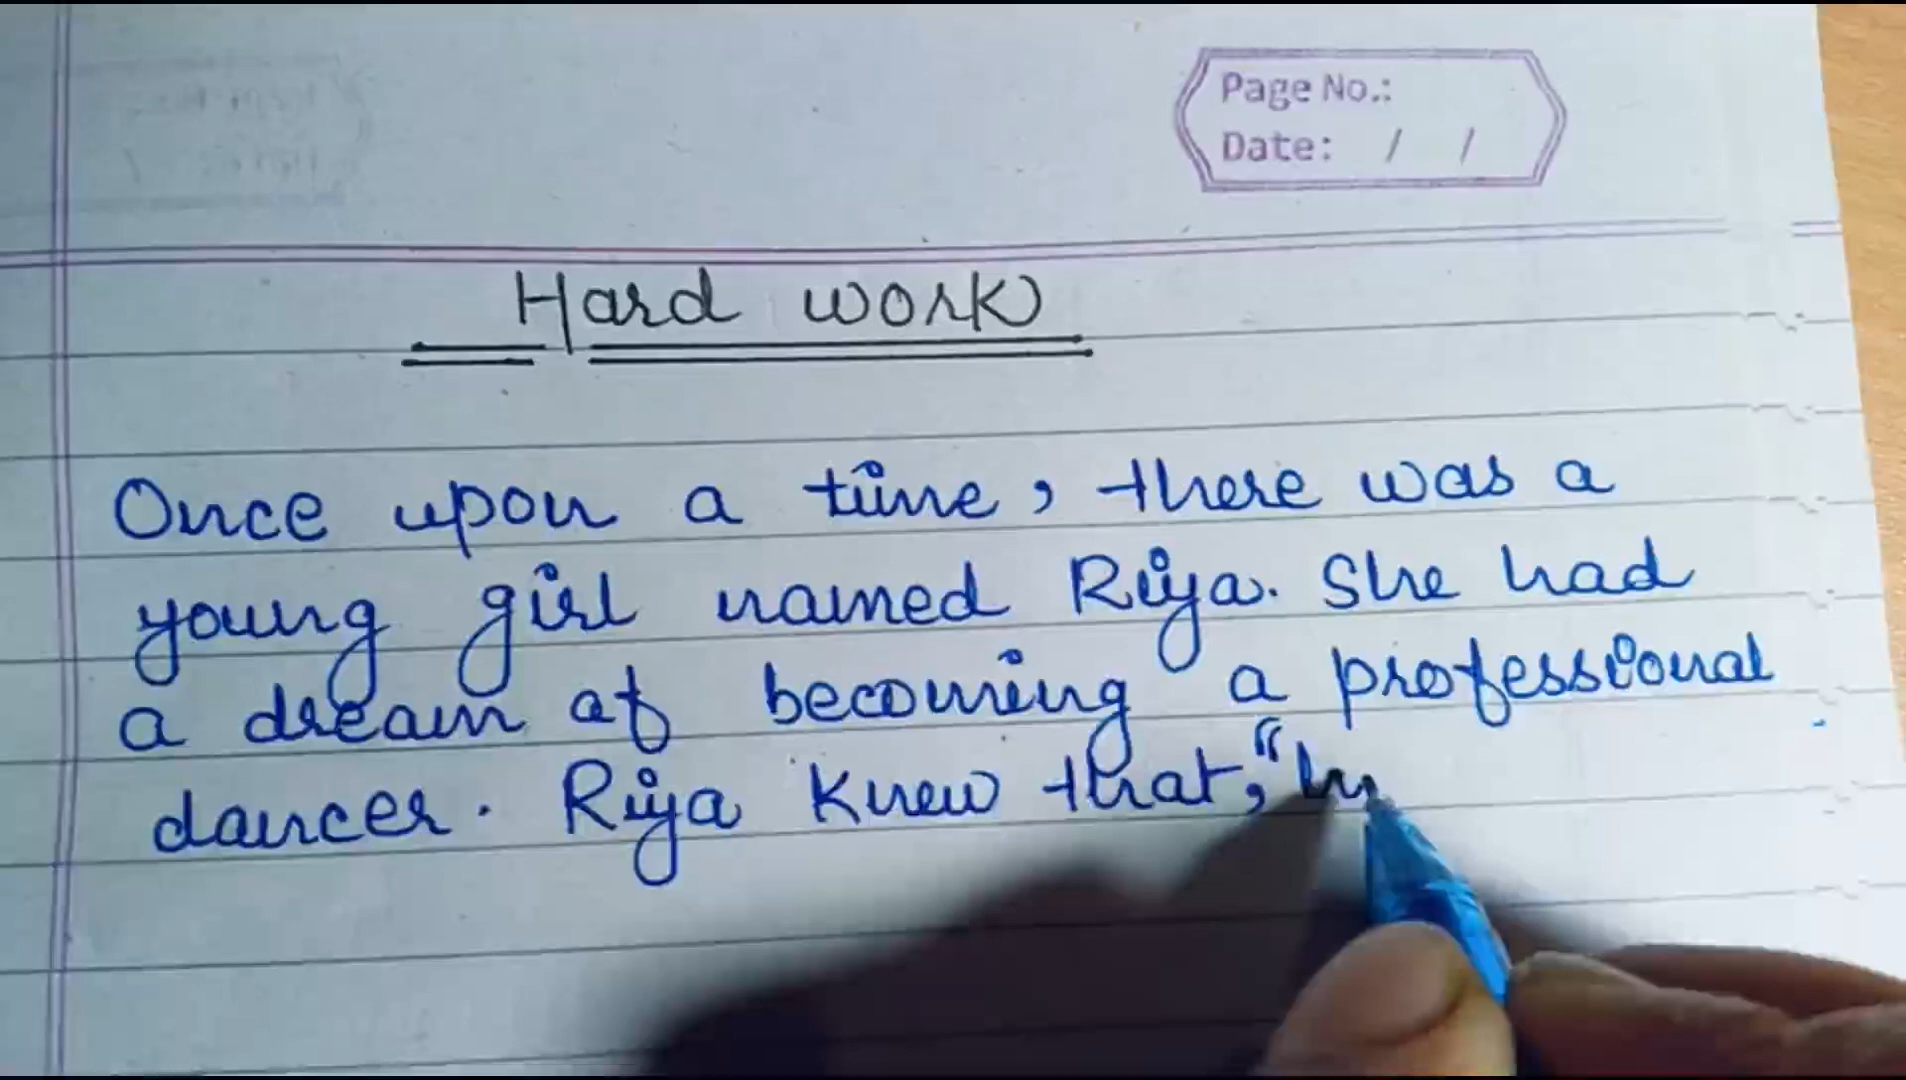 Page No.:
Date: / /
Hard work
Once upon a time, there was a
young girl named Riya. She had
a dream of becoming a professional
dancer. Riya knew that, "